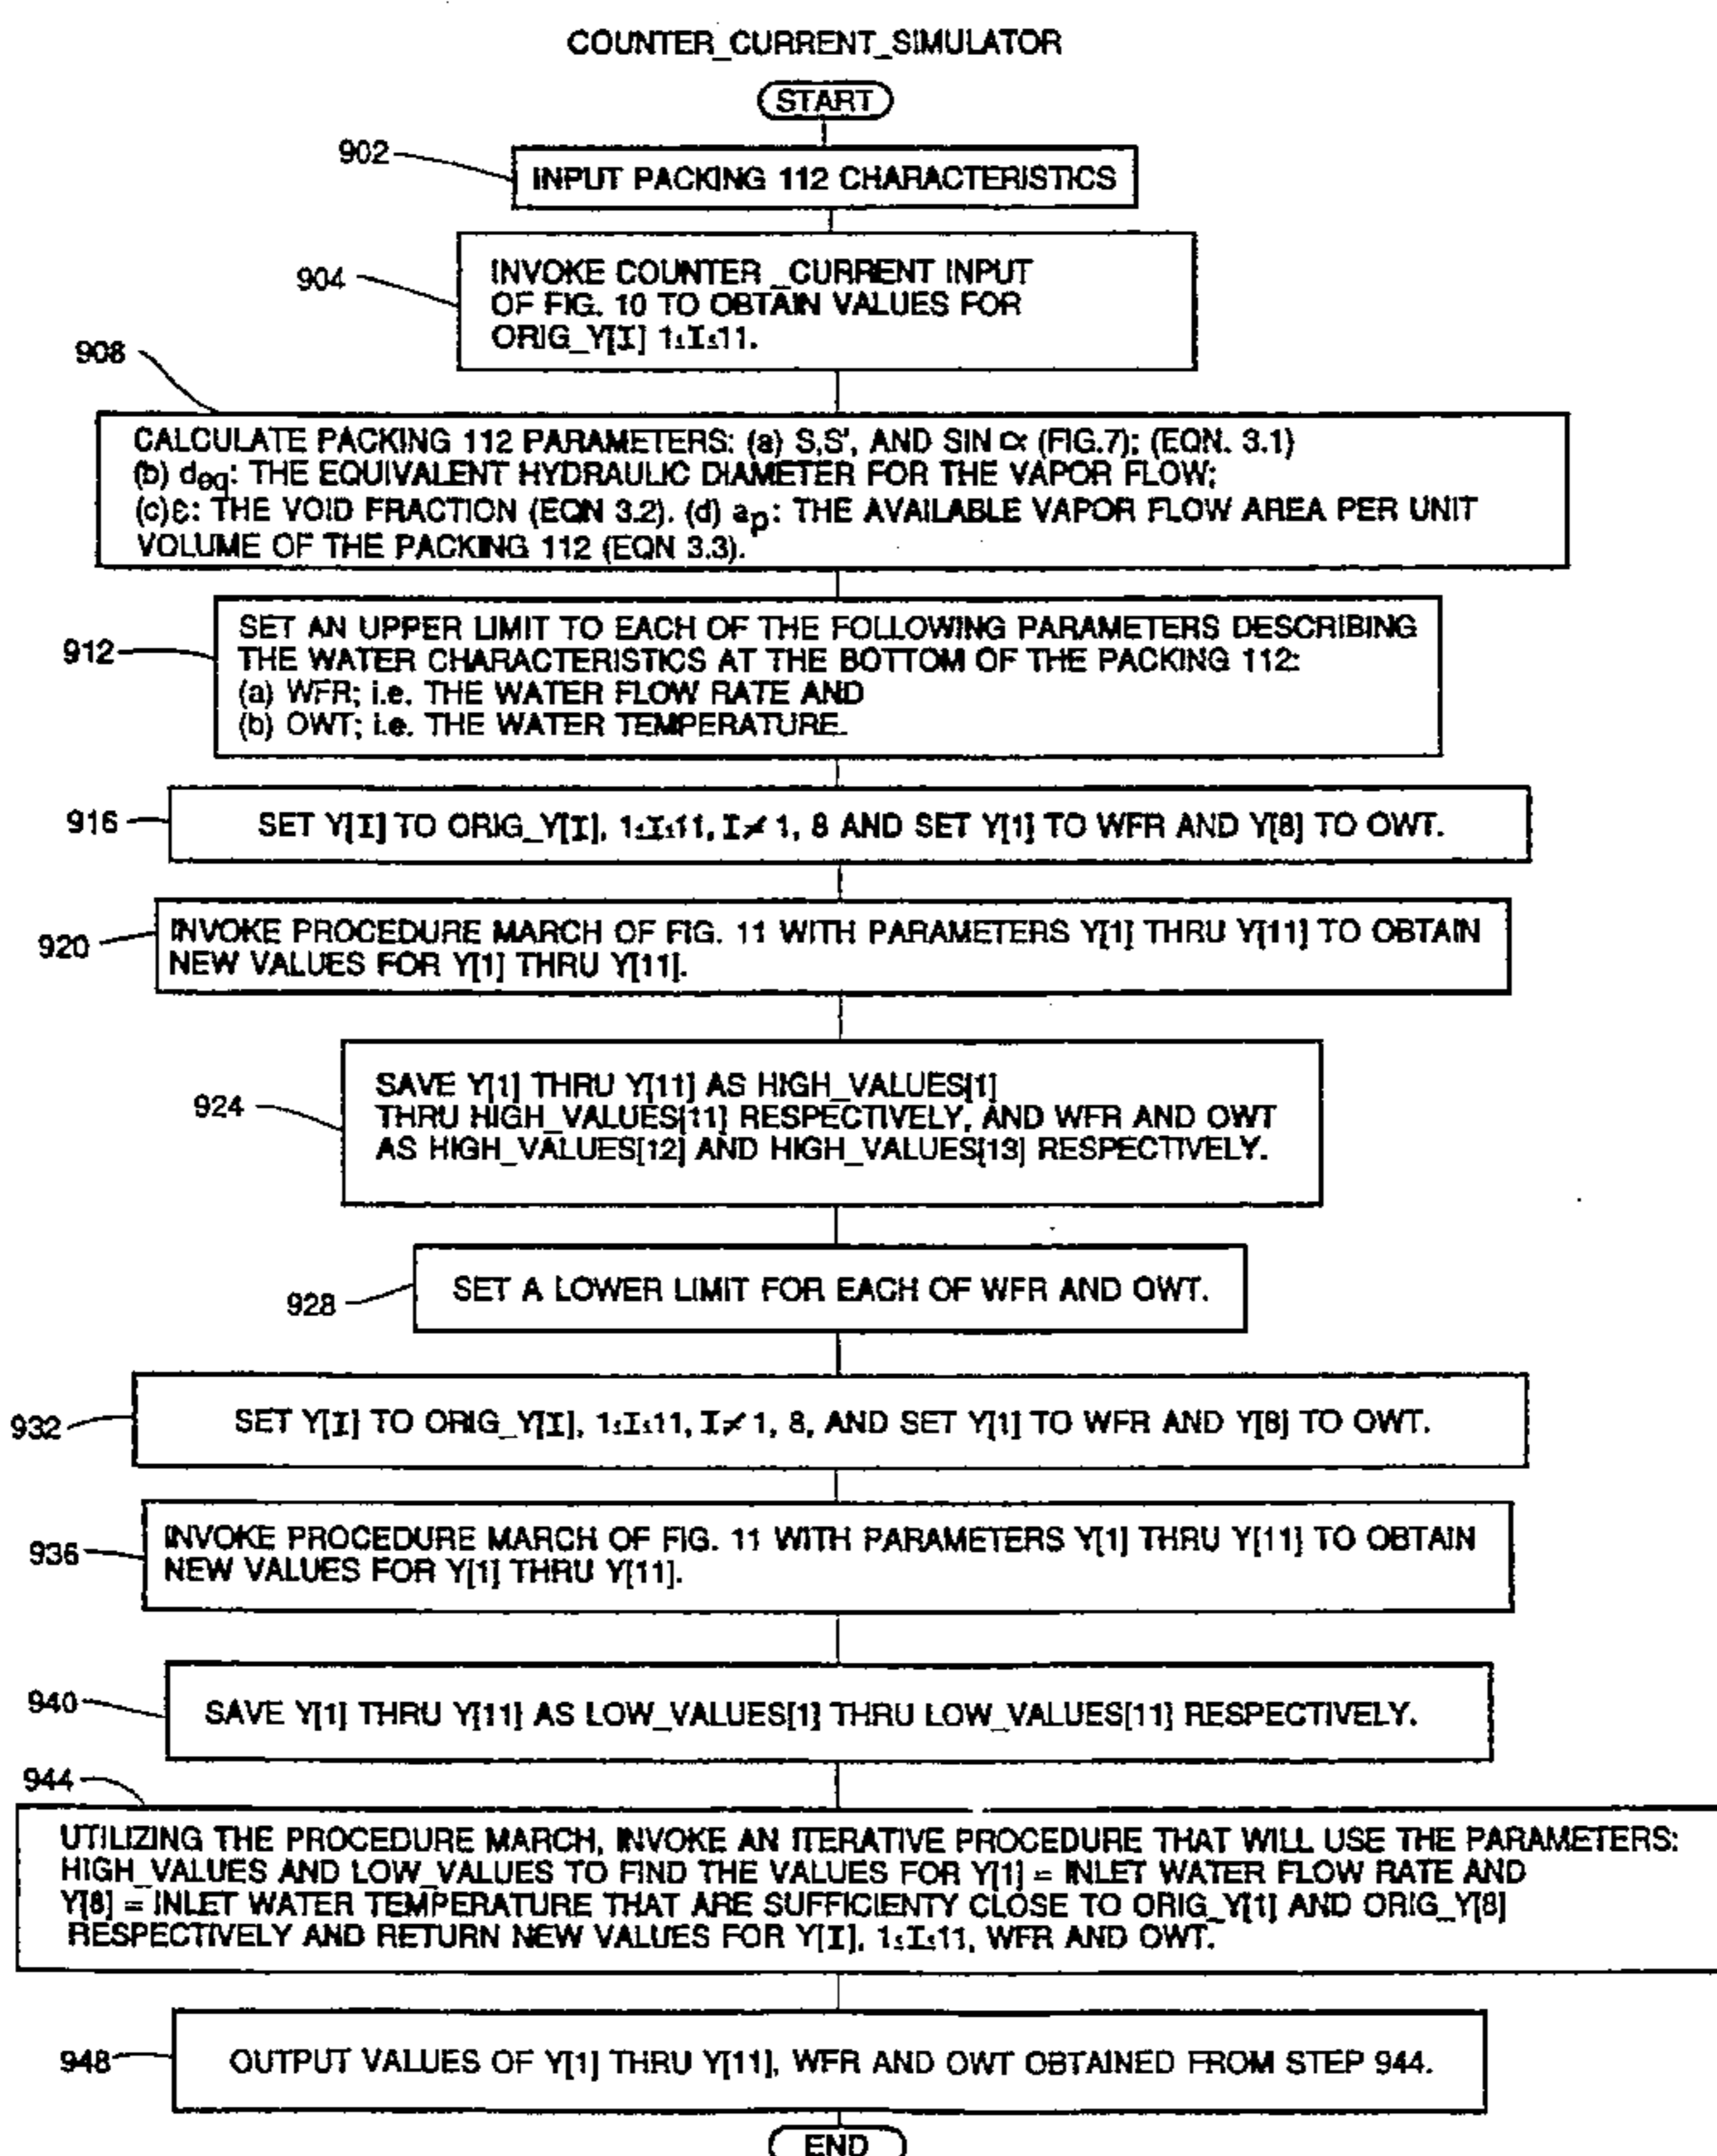 COUNTER_CURRENT_SIMULATOR
START
902
INPUT PACKING 112 CHARACTERISTICS
904
INVOKE COUNTER _CURRENT INPUT
OF FIG. 10 TO OBTAIN VALUES FOR
ORIG_Y[I] 1≤I≤11.
908
CALCULATE PACKING 112 PARAMETERS: (a) S,S', AND SIN ∝ (FIG.7); (EQN. 3.1)
(b) deq: THE EQUIVALENT HYDRAULIC DIAMETER FOR THE VAPOR FLOW;
(c)ε: THE VOID FRACTION (EQN 3.2). (d) ap: THE AVAILABLE VAPOR FLOW AREA PER UNIT
VOLUME OF THE PACKING 112 (EQN 3.3).
912
SET AN UPPER LIMIT TO EACH OF THE FOLLOWING PARAMETERS DESCRIBING
THE WATER CHARACTERISTICS AT THE BOTTOM OF THE PACKING 112:
(a) WFR; i.e. THE WATER FLOW RATE AND
(b) OWT; i.e. THE WATER TEMPERATURE.
916
SET Y[I] TO ORIG_Y[I], 1≤I≤11, I≠ 1, 8 AND SET Y[1] TO WFR AND Y[8] TO OWT.
920
INVOKE PROCEDURE MARCH OF FIG. 11 WITH PARAMETERS Y[1] THRU Y[11] TO OBTAIN
NEW VALUES FOR Y[1] THRU Y[11].
924
SAVE Y[1] THRU Y[11] AS HIGH_VALUES[1]
THRU HIGH_VALUES[11] RESPECTIVELY, AND WFR AND OWT
AS HIGH_VALUES[12] AND HIGH_VALUES[13] RESPECTIVELY.
928
SET A LOWER LIMIT FOR EACH OF WFR AND OWT.
932
SET Y[I] TO ORIG_Y[I], 1≤I≤11, I≠ 1, 8, AND SET Y[1] TO WFR AND Y[8] TO OWT.
936
INVOKE PROCEDURE MARCH OF FIG. 11 WITH PARAMETERS Y[1] THRU Y[11] TO OBTAIN
NEW VALUES FOR Y[1] THRU Y[11].
940
SAVE Y[1] THRU Y[11] AS LOW_VALUES[1] THRU LOW_VALUES[11] RESPECTIVELY.
944
UTILIZING THE PROCEDURE MARCH, INVOKE AN ITERATIVE PROCEDURE THAT WILL USE THE PARAMETERS:
HIGH_VALUES AND LOW_VALUES TO FIND THE VALUES FOR Y[1] = INLET WATER FLOW RATE AND
Y[8] = INLET WATER TEMPERATURE THAT ARE SUFFICIENTY CLOSE TO ORIG_Y[1] AND ORIG_Y[8]
RESPECTIVELY AND RETURN NEW VALUES FOR Y[I], 1≤I≤11, WFR AND OWT.
948
OUTPUT VALUES OF Y[1] THRU Y[11], WFR AND OWT OBTAINED FROM STEP 944.
END